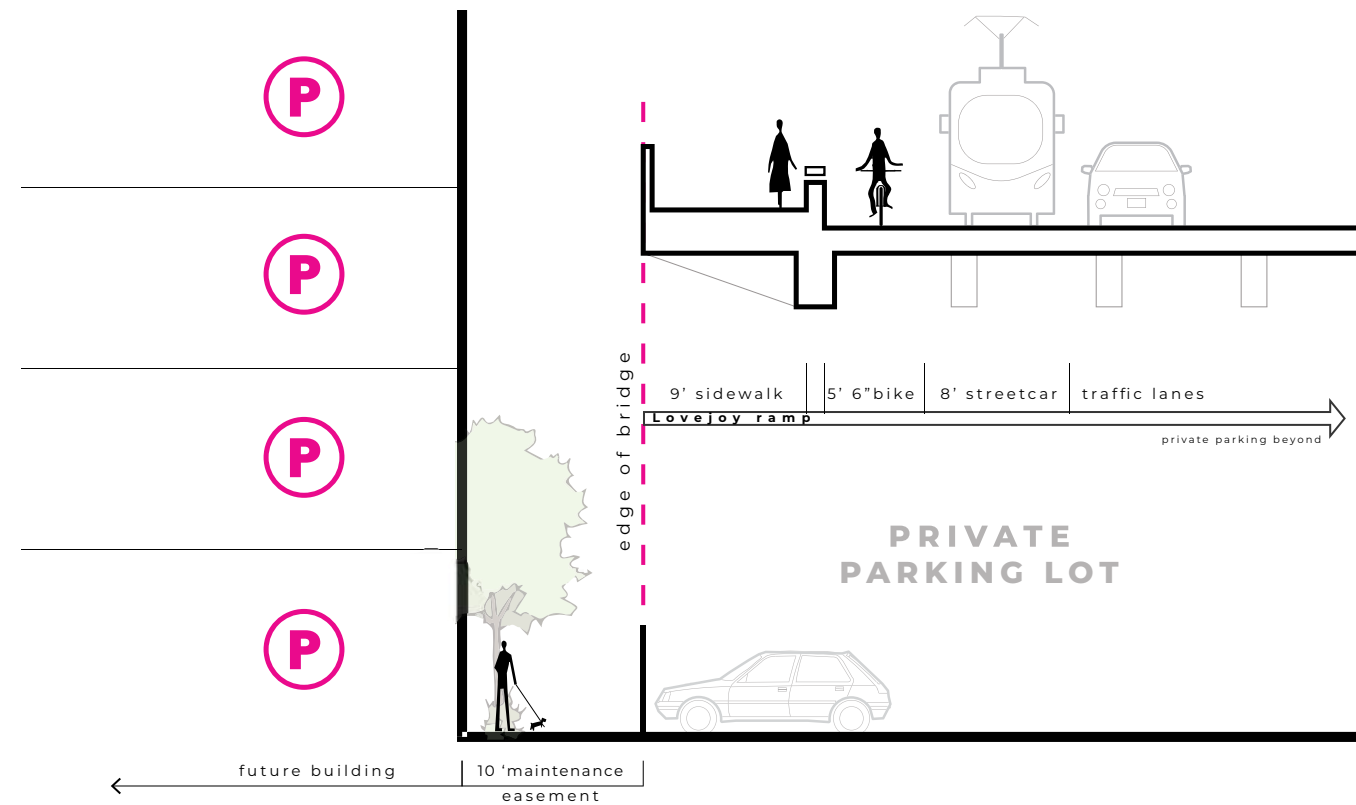 P
P
P
P
edge of bridge
9’ sidewalk
5’ 6”bike
8’ streetcar
traffic lanes
Lovejoy ramp
private parking beyond
PRIVATE
PARKING LOT
future building
10 ‘maintenance
easement